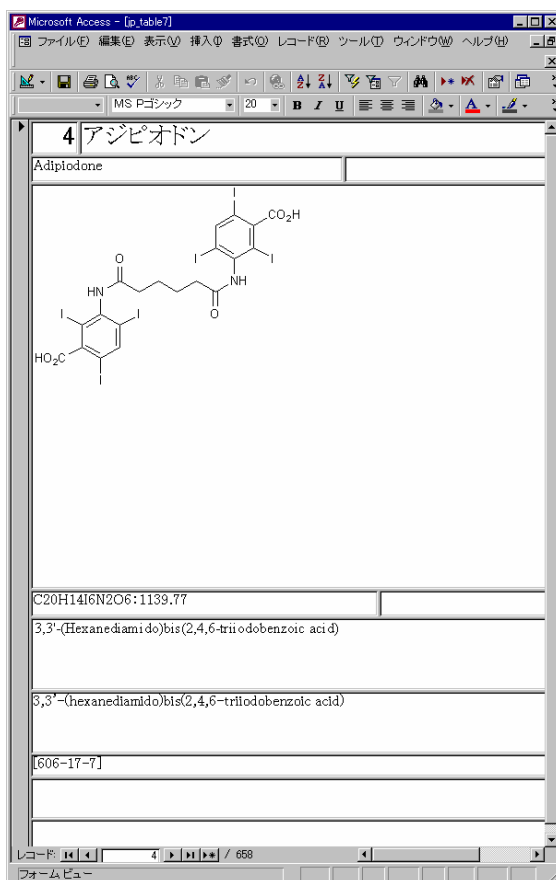 Microsoft Access - [jp_table7]
ファイル(F) 編集(E) 表示(V) 挿入(I) 書式(O) レコード(R) ツール(T) ウィンドウ(W) ヘルプ(H)
MS Pゴシック 20 B I U
4 アジピオドン
Adipiodone
I
CO2H
I
I
O
NH
HN
O
I
I
HO2C
I
C20H14I6N2O6:1139.77
3,3'-(Hexanediamido)bis(2,4,6-triiodobenzoic acid)
3,3'-(hexanediamido)bis(2,4,6-triiodobenzoic acid)
[606-17-7]
レコード: 4 / 658
フォーム ビュー